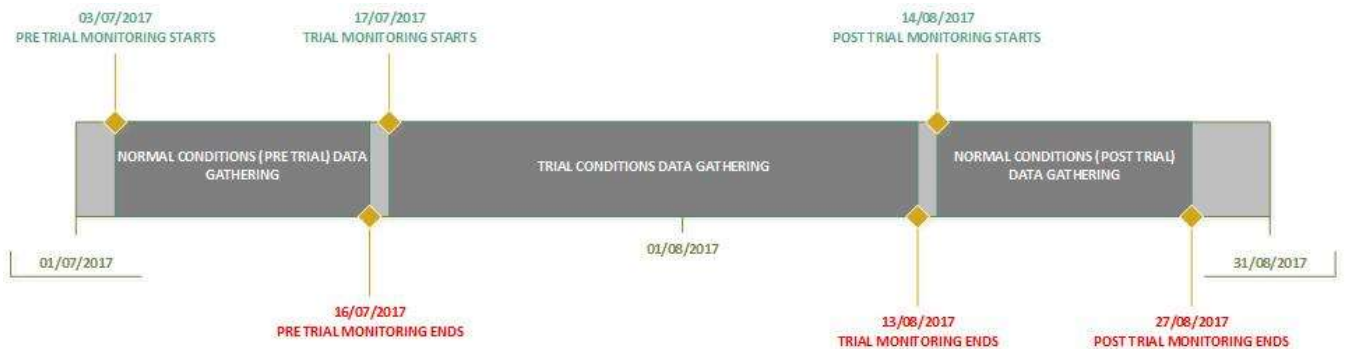 03/07/2017
PRE TRIAL MONITORING STARTS
17/07/2017
TRIAL MONITORING STARTS
14/08/2017
POST TRIAL MONITORING STARTS
NORMAL CONDITIONS (PRE TRIAL) DATA
GATHERING
TRIAL CONDITIONS DATA GATHERING
NORMAL CONDITIONS (POST TRIAL)
DATA GATHERING
01/07/2017
01/08/2017
31/08/2017
16/07/2017
PRE TRIAL MONITORING ENDS
13/08/2017
TRIAL MONITORING ENDS
27/08/2017
POST TRIAL MONITORING ENDS